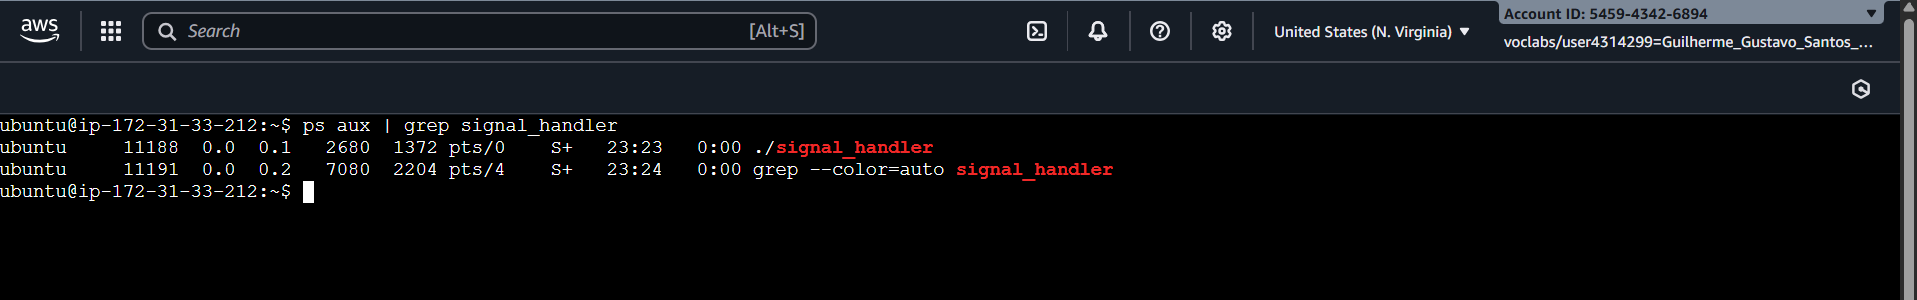 aws
Search [Alt+S]
United States (N. Virginia)
Account ID: 5459-4342-6894
voclabs/user4314299=Guilherme_Gustavo_Santos_...
ubuntu@ip-172-31-33-212:~$ ps aux | grep signal_handler
ubuntu     11188  0.0  0.1   2680  1372 pts/0    S+   23:23   0:00 ./signal_handler
ubuntu     11191  0.0  0.2   7080  2204 pts/4    S+   23:24   0:00 grep --color=auto signal_handler
ubuntu@ip-172-31-33-212:~$